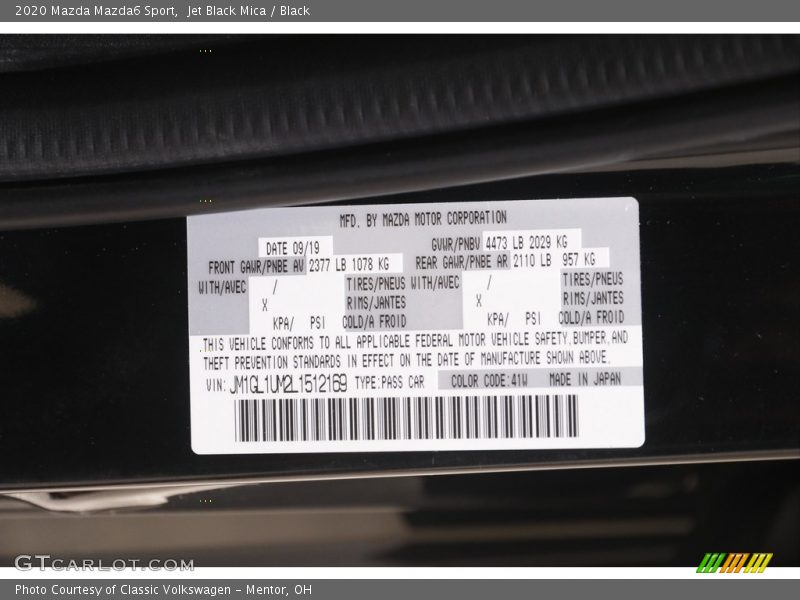 2020 Mazda Mazda6 Sport, Jet Black Mica / Black
MFD. BY MAZDA MOTOR CORPORATION
DATE 09/19 GVWR/PNBV 4473 LB 2029 KG
FRONT GAWR/PNBE AV 2377 LB 1078 KG REAR GAWR/PNBE AR 2110 LB 957 KG
WITH/AVEC / TIRES/PNEUS WITH/AVEC / TIRES/PNEUS
X RIMS/JANTES X RIMS/JANTES
KPA/ PSI COLD/A FROID KPA/ PSI COLD/A FROID
THIS VEHICLE CONFORMS TO ALL APPLICABLE FEDERAL MOTOR VEHICLE SAFETY,BUMPER,AND
THEFT PREVENTION STANDARDS IN EFFECT ON THE DATE OF MANUFACTURE SHOWN ABOVE.
VIN: JM1GL1UM2L1512169 TYPE:PASS CAR COLOR CODE:41W MADE IN JAPAN
GTCARLOT.COM
Photo Courtesy of Classic Volkswagen - Mentor, OH